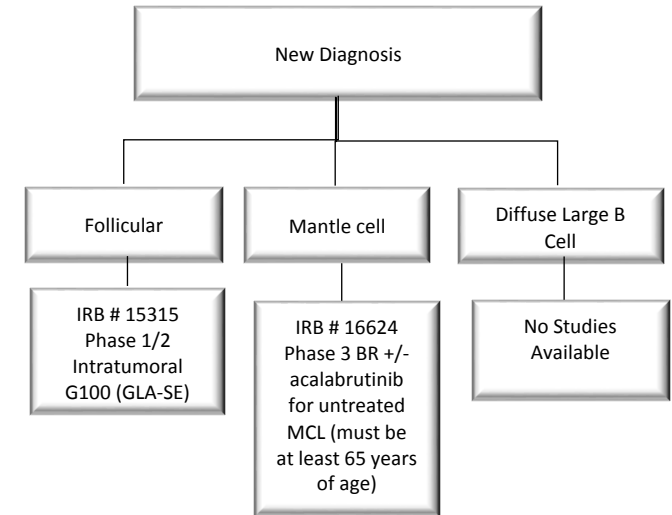 New Diagnosis
Follicular
Mantle cell
Diffuse Large B
Cell
IRB # 15315
Phase 1/2
Intratumoral
G100 (GLA-SE)
IRB # 16624
Phase 3 BR +/-
acalabrutinib
for untreated
MCL (must be
at least 65 years
of age)
No Studies
Available